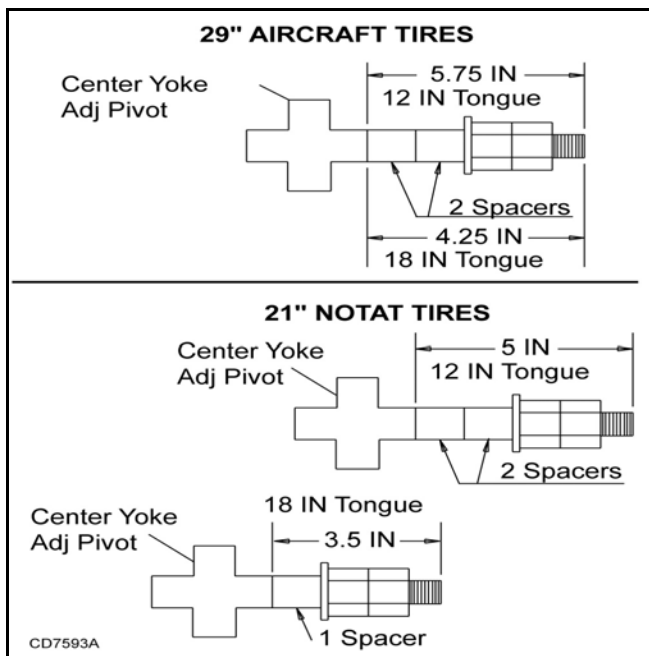 29" AIRCRAFT TIRES
Center Yoke
Adj Pivot
5.75 IN
12 IN Tongue
2 Spacers
4.25 IN
18 IN Tongue
21" NOTAT TIRES
Center Yoke
Adj Pivot
5 IN
12 IN Tongue
2 Spacers
18 IN Tongue
3.5 IN
Center Yoke
Adj Pivot
1 Spacer
CD7593A